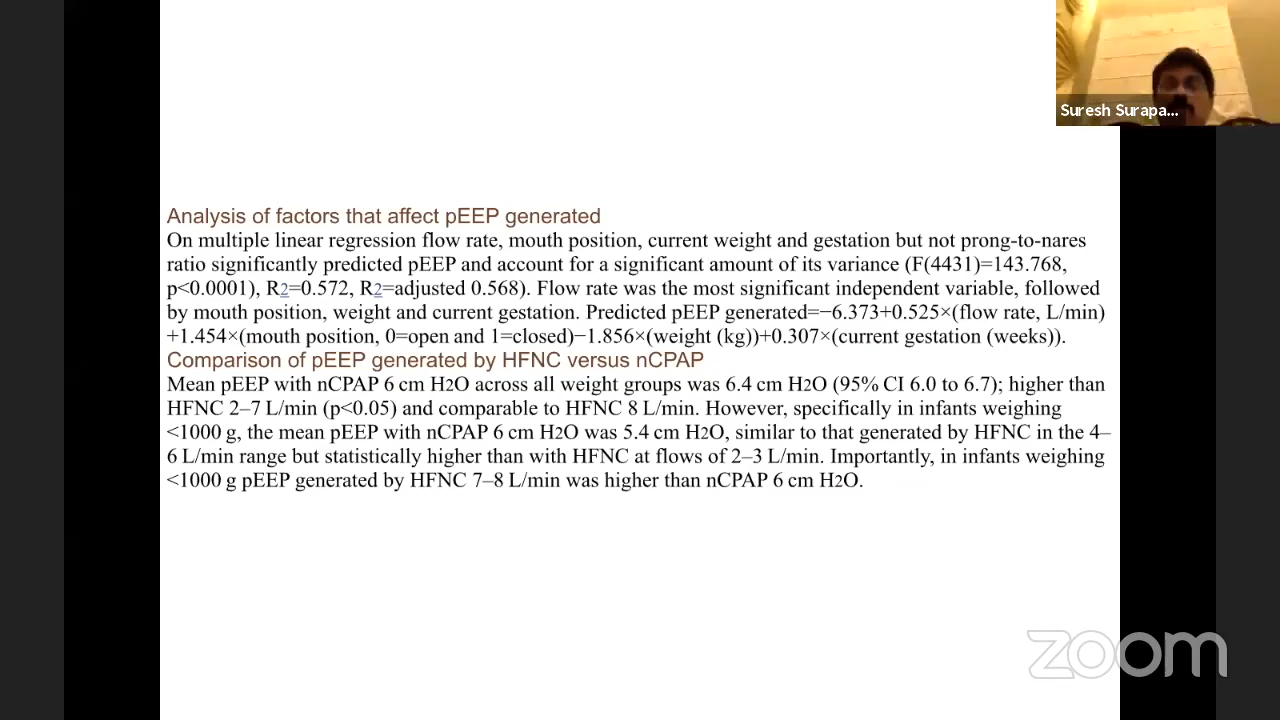 Suresh Surapa...
Analysis of factors that affect pEEP generated
On multiple linear regression flow rate, mouth position, current weight and gestation but not prong-to-nares
ratio significantly predicted pEEP and account for a significant amount of its variance (F(4431)=143.768,
p<0.0001), R2=0.572, R2=adjusted 0.568). Flow rate was the most significant independent variable, followed
by mouth position, weight and current gestation. Predicted pEEP generated=−6.373+0.525×(flow rate, L/min)
+1.454×(mouth position, 0=open and 1=closed)−1.856×(weight (kg))+0.307×(current gestation (weeks)).
Comparison of pEEP generated by HFNC versus nCPAP
Mean pEEP with nCPAP 6 cm H2O across all weight groups was 6.4 cm H2O (95% CI 6.0 to 6.7); higher than
HFNC 2–7 L/min (p<0.05) and comparable to HFNC 8 L/min. However, specifically in infants weighing
<1000 g, the mean pEEP with nCPAP 6 cm H2O was 5.4 cm H2O, similar to that generated by HFNC in the 4–
6 L/min range but statistically higher than with HFNC at flows of 2–3 L/min. Importantly, in infants weighing
<1000 g pEEP generated by HFNC 7–8 L/min was higher than nCPAP 6 cm H2O.
zoom